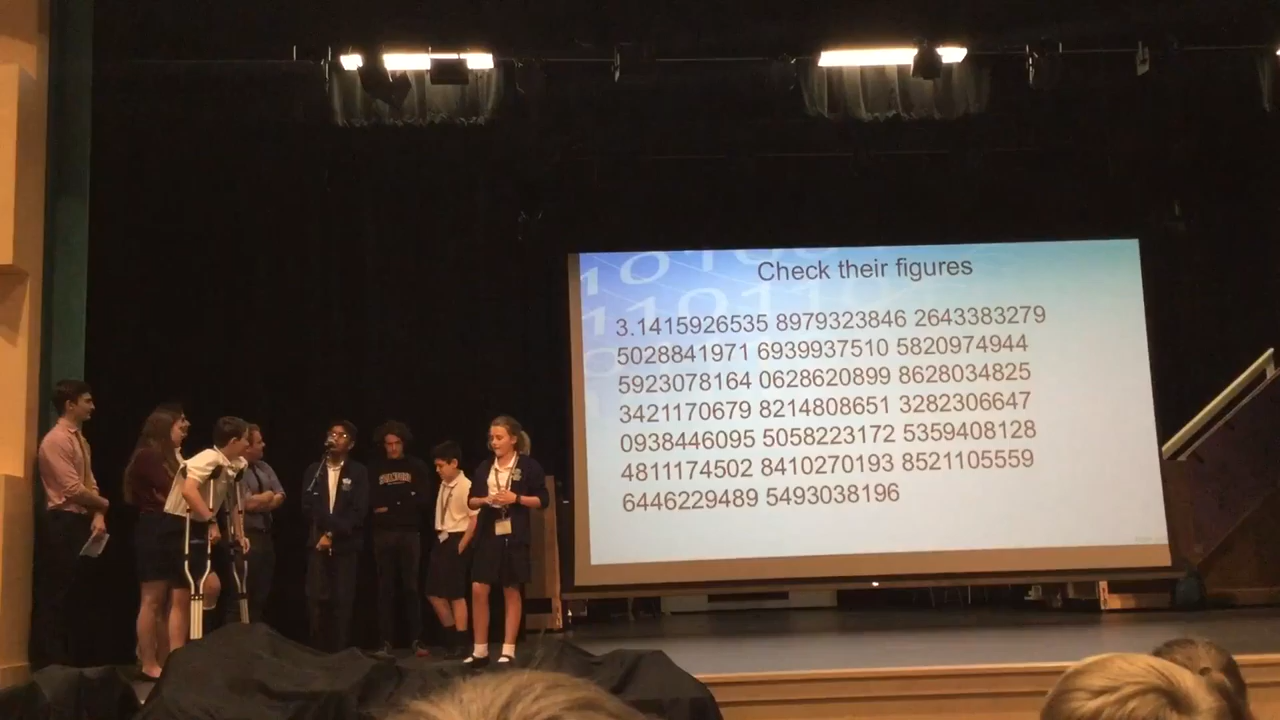 Check their figures
3.1415926535 8979323846 2643383279
5028841971 6939937510 5820974944
5923078164 0628620899 8628034825
3421170679 8214808651 3282306647
0938446095 5058223172 5359408128
4811174502 8410270193 8521105559
6446229489 5493038196